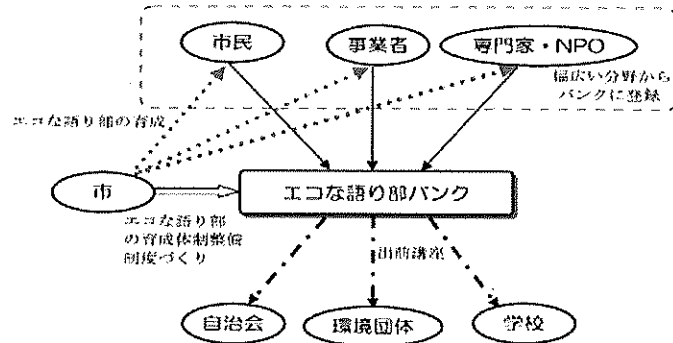 市民
事業者
専門家・NPO
幅広い分野から
バンクに登録
エコな語り部の育成
市
エコな語り部バンク
エコな語り部
の育成体制整備
制度づくり
出前講座
自治会
環境団体
学校